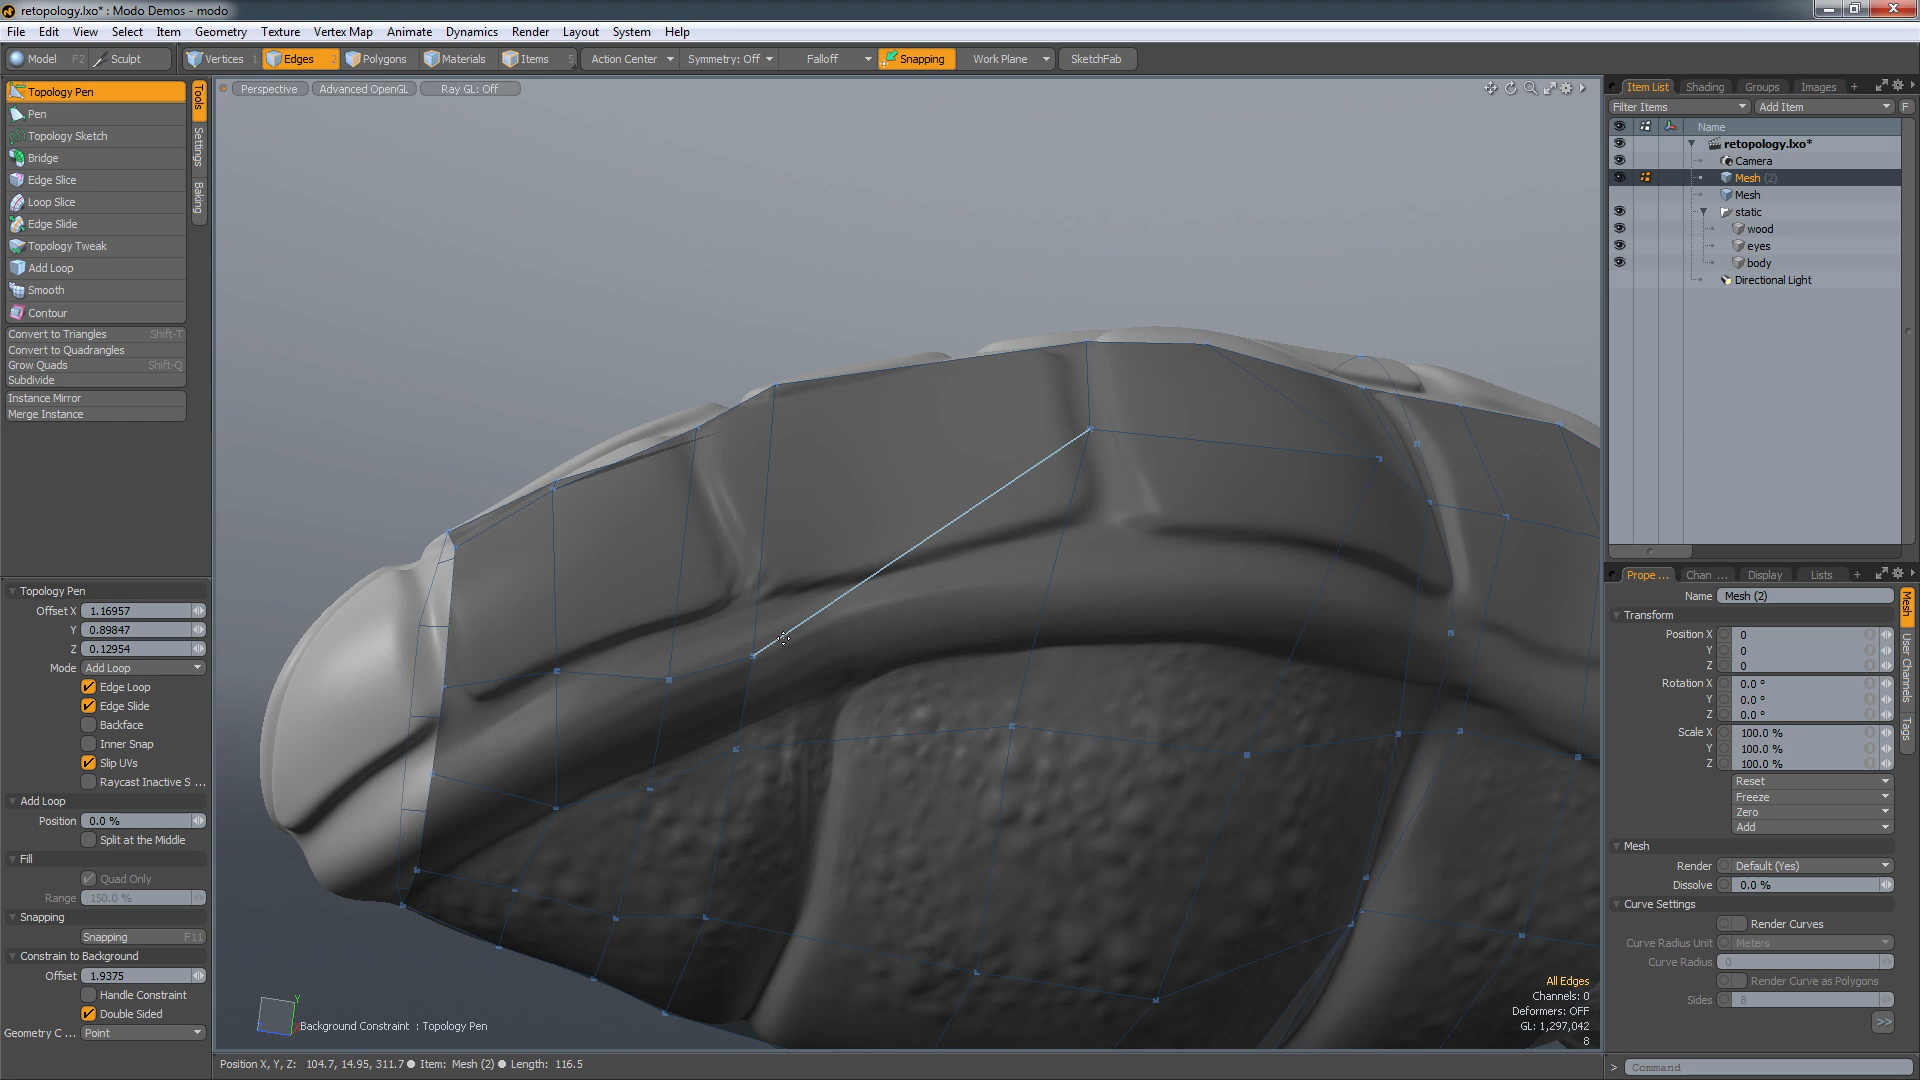 retopology.lxo* : Modo Demos - modo
File Edit View Select Item Geometry Texture Vertex Map Animate Dynamics Render Layout System Help
Model F2 Sculpt Vertices 1 Edges 2 Polygons Materials Items 5 Action Center Symmetry: Off Falloff Snapping Work Plane SketchFab
Topology Pen
Pen
Topology Sketch
Bridge
Edge Slice
Loop Slice
Edge Slide
Topology Tweak
Add Loop
Smooth
Contour
Convert to Triangles Shift-T
Convert to Quadrangles
Grow Quads Shift-Q
Subdivide
Instance Mirror
Merge Instance
Tools
Settings
Baking
Topology Pen
Offset X 1.16957
Y 0.89847
Z 0.12954
Mode Add Loop
Edge Loop
Edge Slide
Backface
Inner Snap
Slip UVs
Raycast Inactive S ...
Add Loop
Position 0.0 %
Split at the Middle
Fill
Quad Only
Range 150.0 %
Snapping
Snapping F11
Constrain to Background
Offset 1.9375
Handle Constraint
Double Sided
Geometry C ... Point
Perspective Advanced OpenGL Ray GL: Off
Y
Background Constraint : Topology Pen
All Edges
Channels: 0
Deformers: OFF
GL: 1,297,042
8
Position X, Y, Z: 104.7, 14.95, 311.7 Item: Mesh (2) Length: 116.5
Item List Shading Groups Images +
Filter Items Add Item F
Name
retopology.lxo*
Camera
Mesh (2)
Mesh
static
wood
eyes
body
Directional Light
Prope ... Chan ... Display Lists +
Name Mesh (2)
Transform
Position X 0
Y 0
Z 0
Rotation X 0.0 °
Y 0.0 °
Z 0.0 °
Scale X 100.0 %
Y 100.0 %
Z 100.0 %
Reset
Freeze
Zero
Add
Mesh
Render Default (Yes)
Dissolve 0.0 %
Curve Settings
Render Curves
Curve Radius Unit Meters
Curve Radius 0
Render Curve as Polygons
Sides 8
>>
Mesh
User Channels
Tags
> Command